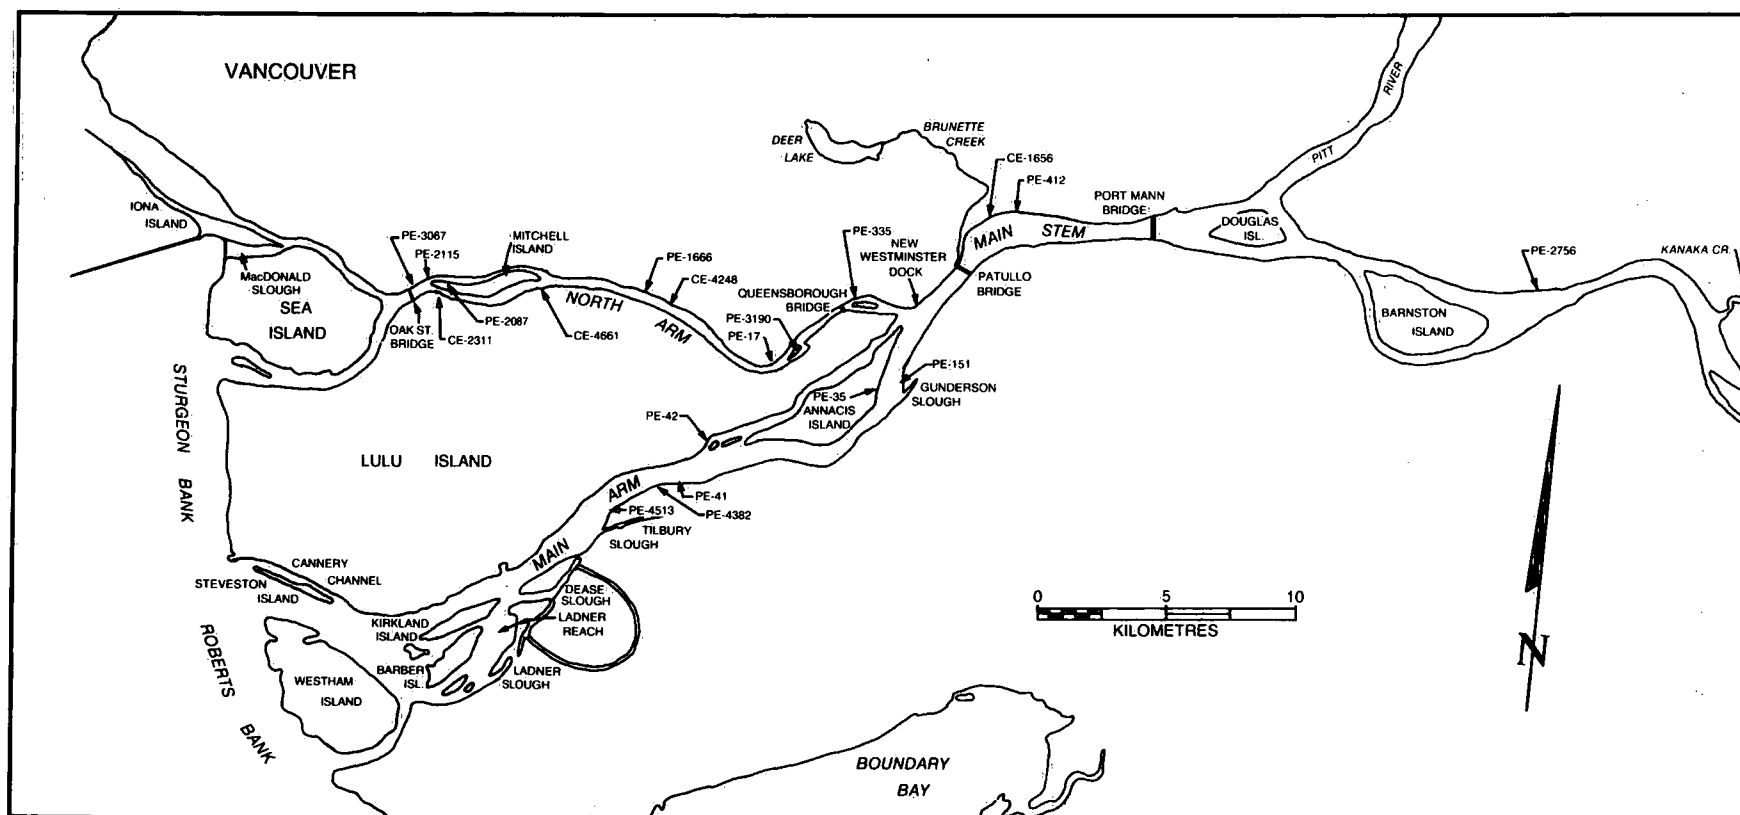 VANCOUVER
BRUNETTE
CREEK
DEER
LAKE
CE-1656
PE-412
PORT MANN
BRIDGE
PITT
RIVER
DOUGLAS
ISL.
MAIN STEM
PATULLO
BRIDGE
PE-2756
KANAKA CR.
BARNSTON
ISLAND
IONA
ISLAND
MacDONALD
SLOUGH
SEA
ISLAND
PE-3067
PE-2115
MITCHELL
ISLAND
PE-1666
CE-4248
PE-335
NEW
WESTMINSTER
DOCK
QUEENSBOROUGH
BRIDGE
NORTH
ARM
PE-3190
PE-17
OAK ST.
BRIDGE
CE-2311
PE-2087
CE-4661
PE-151
GUNDERSON
SLOUGH
PE-35
ANNACIS
ISLAND
PE-42
STURGEON BANK
LULU ISLAND
ARM
PE-41
PE-4382
PE-4513
TILBURY
SLOUGH
MAIN
CANNERY
CHANNEL
STEVESTON
ISLAND
DEASE
SLOUGH
LADNER
REACH
KIRKLAND
ISLAND
BARBER
ISL.
LADNER
SLOUGH
WESTHAM
ISLAND
ROBERTS BANK
BOUNDARY
BAY
0 5 10
KILOMETRES
N